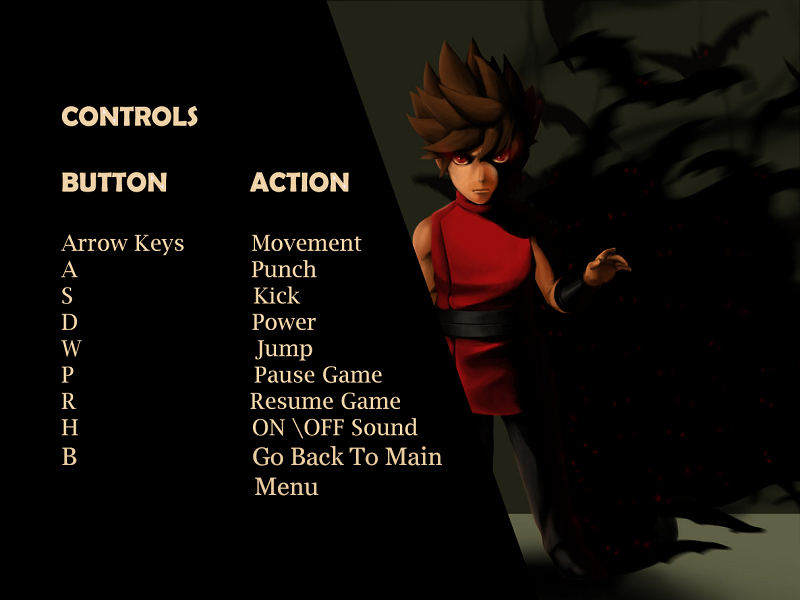 CONTROLS
BUTTON ACTION
Arrow Keys Movement
A Punch
S Kick
D Power
W Jump
P Pause Game
R Resume Game
H ON \OFF Sound
B Go Back To Main
Menu